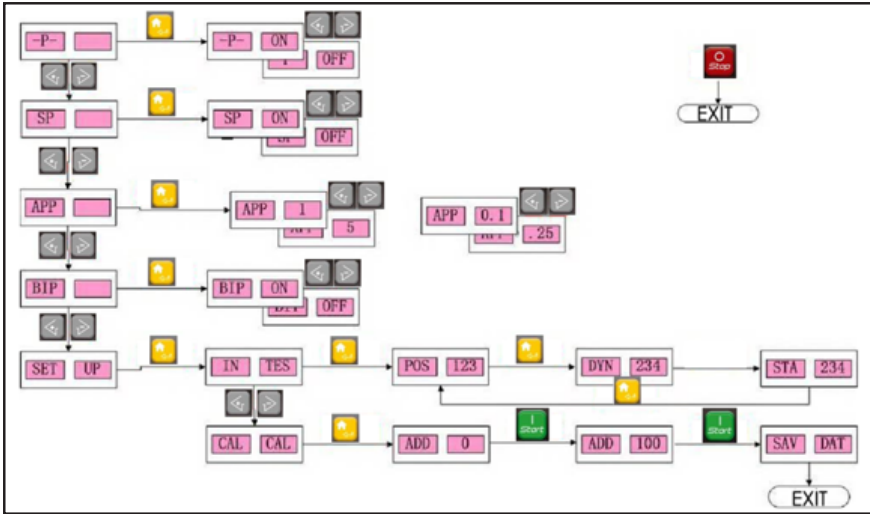 -P-
-P- ON
OFF
Stop
EXIT
SP
SP ON
OFF
APP
APP 1
5
APP 0.1
.25
BIP
BIP ON
OFF
SET UP
IN TES
POS 123
DYN 234
STA 234
CAL CAL
ADD 0
Start
ADD 100
Start
SAV DAT
EXIT